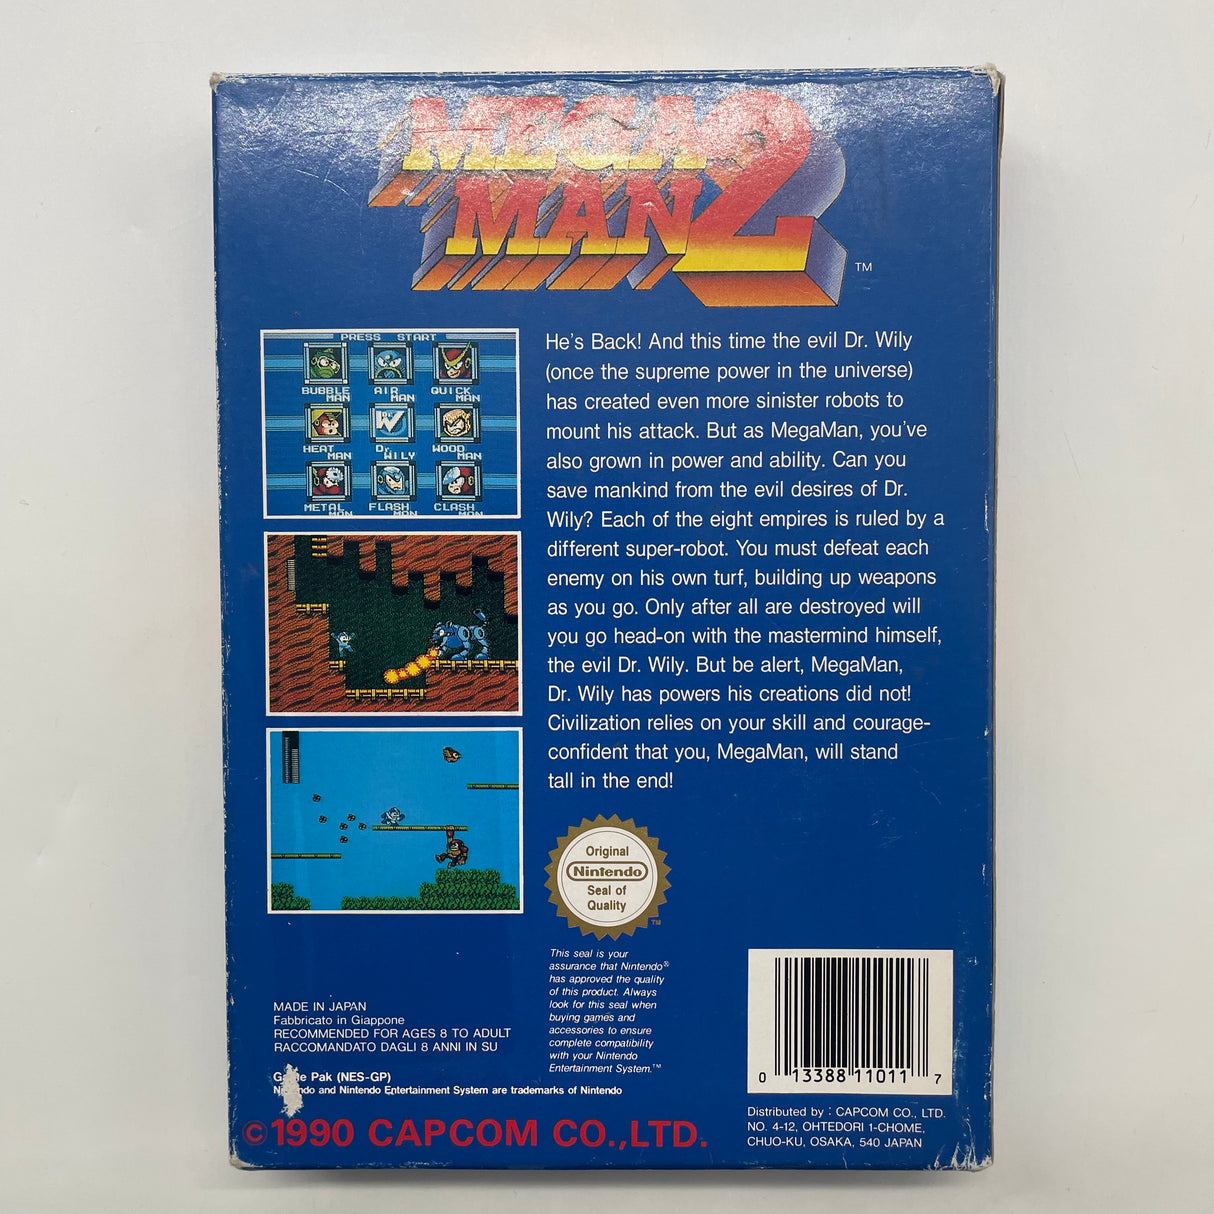 MEGA
MAN 2
™
PRESS START
BUBBLE MAN
AIR MAN
QUICK MAN
HEAT MAN
Dr. WILY
WOOD MAN
METAL MAN
FLASH MAN
CLASH MAN
He's Back! And this time the evil Dr. Wily
(once the supreme power in the universe)
has created even more sinister robots to
mount his attack. But as MegaMan, you've
also grown in power and ability. Can you
save mankind from the evil desires of Dr.
Wily? Each of the eight empires is ruled by a
different super-robot. You must defeat each
enemy on his own turf, building up weapons
as you go. Only after all are destroyed will
you go head-on with the mastermind himself,
the evil Dr. Wily. But be alert, MegaMan,
Dr. Wily has powers his creations did not!
Civilization relies on your skill and courage-
confident that you, MegaMan, will stand
tall in the end!
Original
Nintendo
Seal of
Quality
TM
This seal is your
assurance that Nintendo®
has approved the quality
of this product. Always
look for this seal when
buying games and
accessories to ensure
complete compatibility
with your Nintendo
Entertainment System.™
MADE IN JAPAN
Fabbricato in Giappone
RECOMMENDED FOR AGES 8 TO ADULT
RACCOMANDATO DAGLI 8 ANNI IN SU
Game Pak (NES-GP)
Nintendo and Nintendo Entertainment System are trademarks of Nintendo
©1990 CAPCOM CO.,LTD.
0 13388 11011 7
Distributed by : CAPCOM CO., LTD.
NO. 4-12, OHTEDORI 1-CHOME,
CHUO-KU, OSAKA, 540 JAPAN